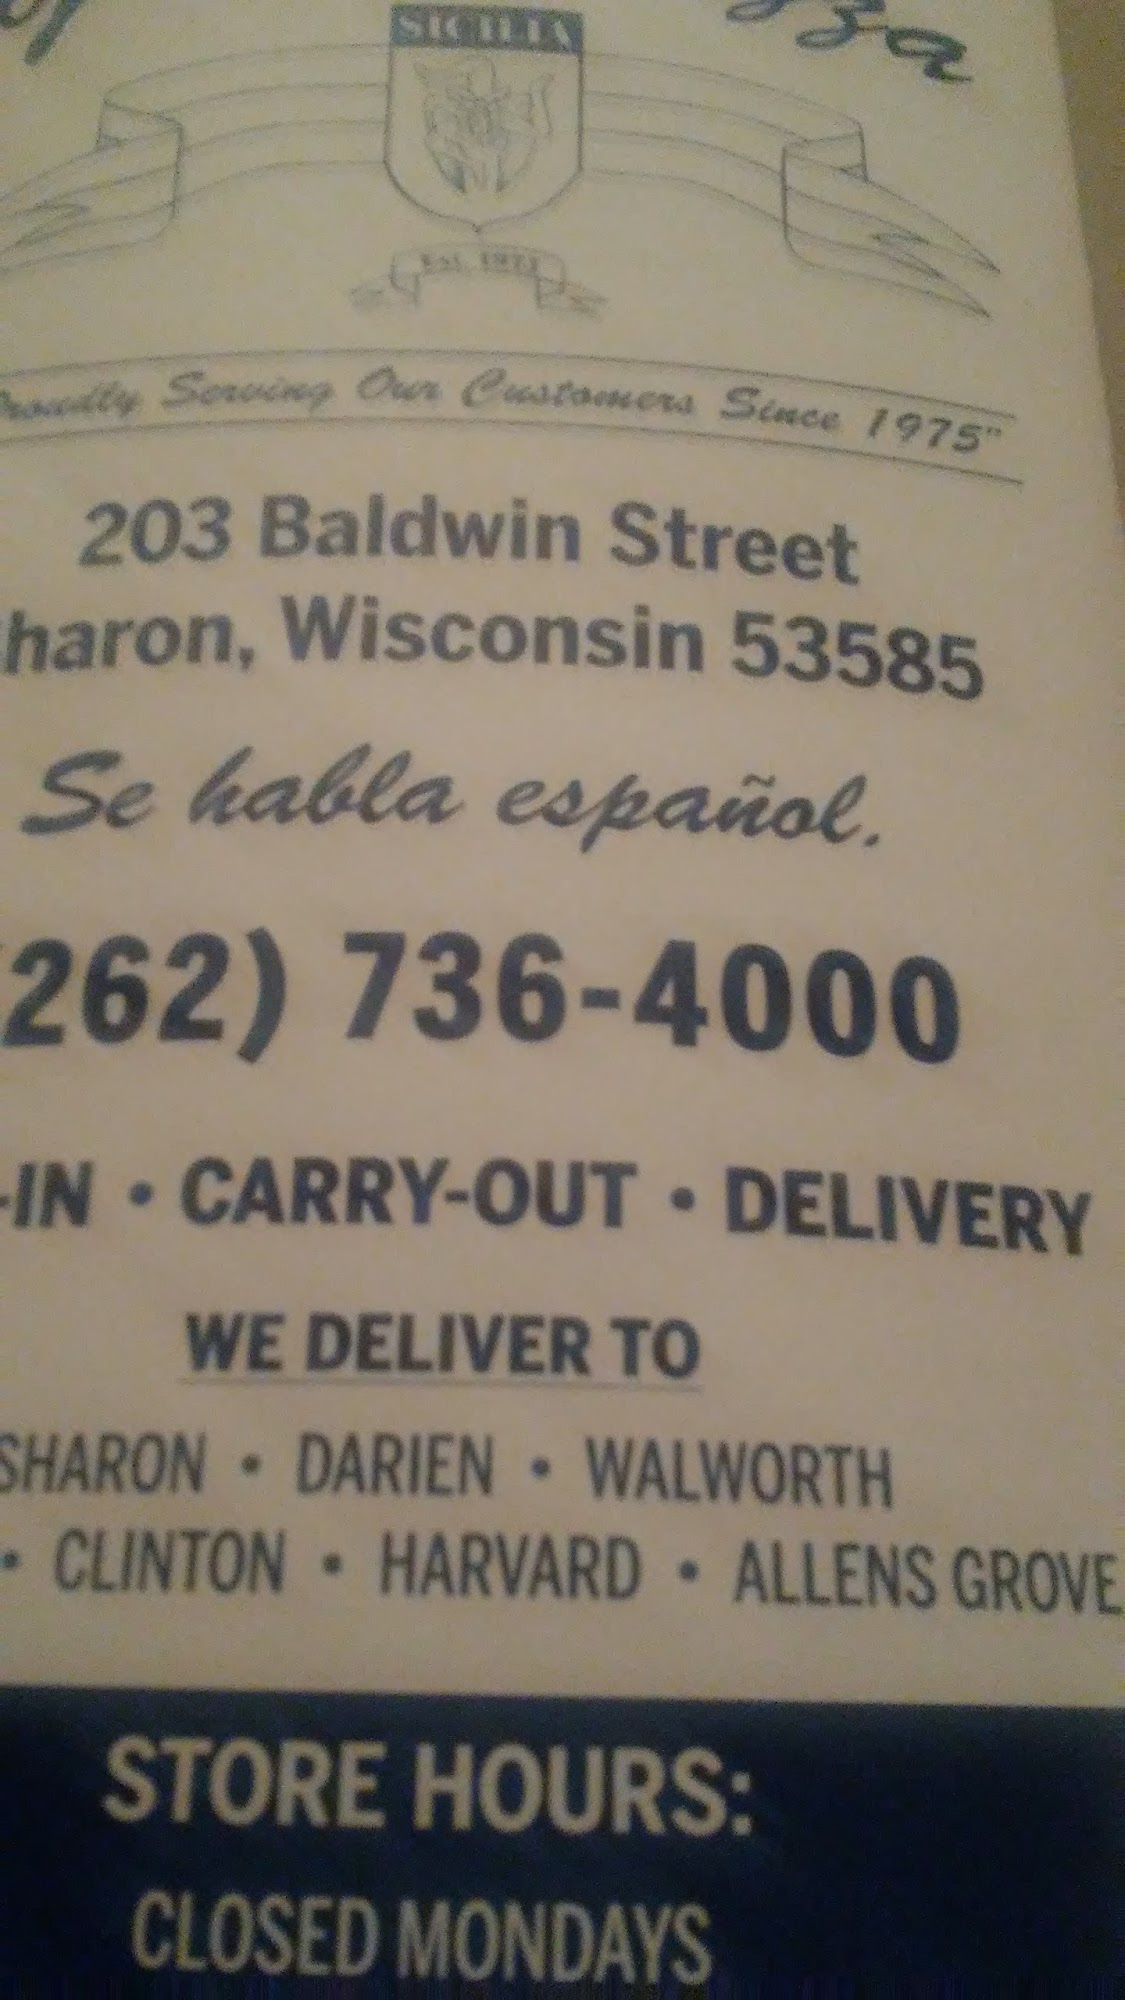 SICILIA
Proudly Serving Our Customers Since 1975"
203 Baldwin Street
Sharon, Wisconsin 53585
Se habla español.
(262) 736-4000
-IN • CARRY-OUT • DELIVERY
WE DELIVER TO
SHARON • DARIEN • WALWORTH
• CLINTON • HARVARD • ALLENS GROVE
STORE HOURS:
CLOSED MONDAYS